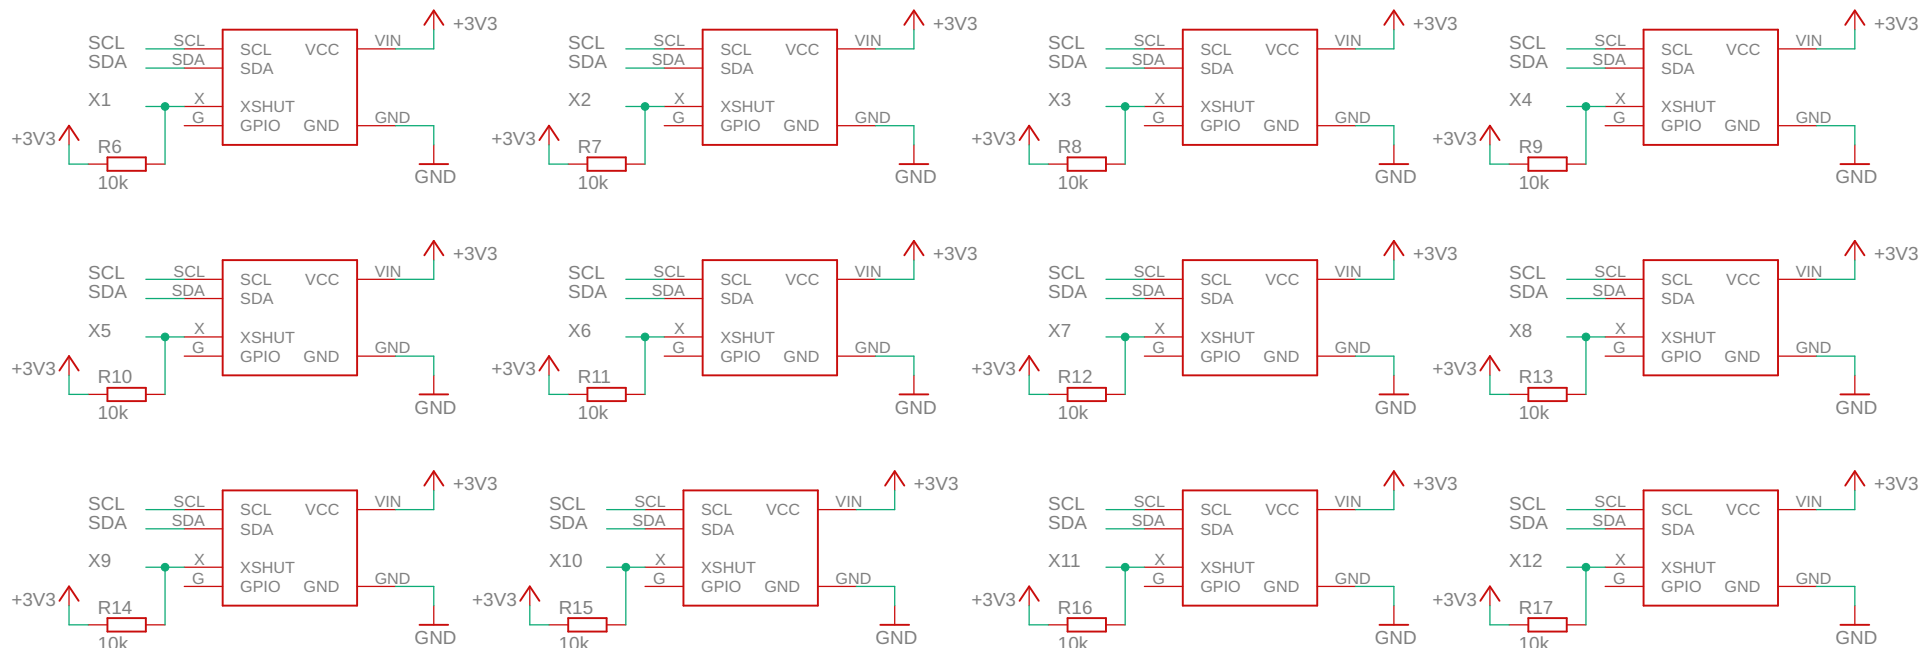 +3V3 +3V3 +3V3 +3V3
SCL SCL SCL VCC VIN SCL SCL SCL VCC VIN SCL SCL SCL VCC VIN SCL SCL SCL VCC VIN
SDA SDA SDA SDA SDA SDA SDA SDA SDA SDA SDA SDA
X1 X XSHUT X2 X XSHUT X3 X XSHUT X4 X XSHUT
G GPIO GND GND G GPIO GND GND G GPIO GND GND G GPIO GND GND
+3V3 R6 +3V3 R7 +3V3 R8 +3V3 R9
10k GND 10k GND 10k GND 10k GND
+3V3 +3V3 +3V3 +3V3
SCL SCL SCL VCC VIN SCL SCL SCL VCC VIN SCL SCL SCL VCC VIN SCL SCL SCL VCC VIN
SDA SDA SDA SDA SDA SDA SDA SDA SDA SDA SDA SDA
X5 X XSHUT X6 X XSHUT X7 X XSHUT X8 X XSHUT
G GPIO GND GND G GPIO GND GND G GPIO GND GND G GPIO GND GND
+3V3 R10 +3V3 R11 +3V3 R12 +3V3 R13
10k GND 10k GND 10k GND 10k GND
+3V3 +3V3 +3V3 +3V3
SCL SCL SCL VCC VIN SCL SCL SCL VCC VIN SCL SCL SCL VCC VIN SCL SCL SCL VCC VIN
SDA SDA SDA SDA SDA SDA SDA SDA SDA SDA SDA SDA
X9 X XSHUT X10 X XSHUT X11 X XSHUT X12 X XSHUT
G GPIO GND GND G GPIO GND GND G GPIO GND GND G GPIO GND GND
+3V3 R14 +3V3 R15 +3V3 R16 +3V3 R17
10k GND 10k GND 10k GND 10k GND